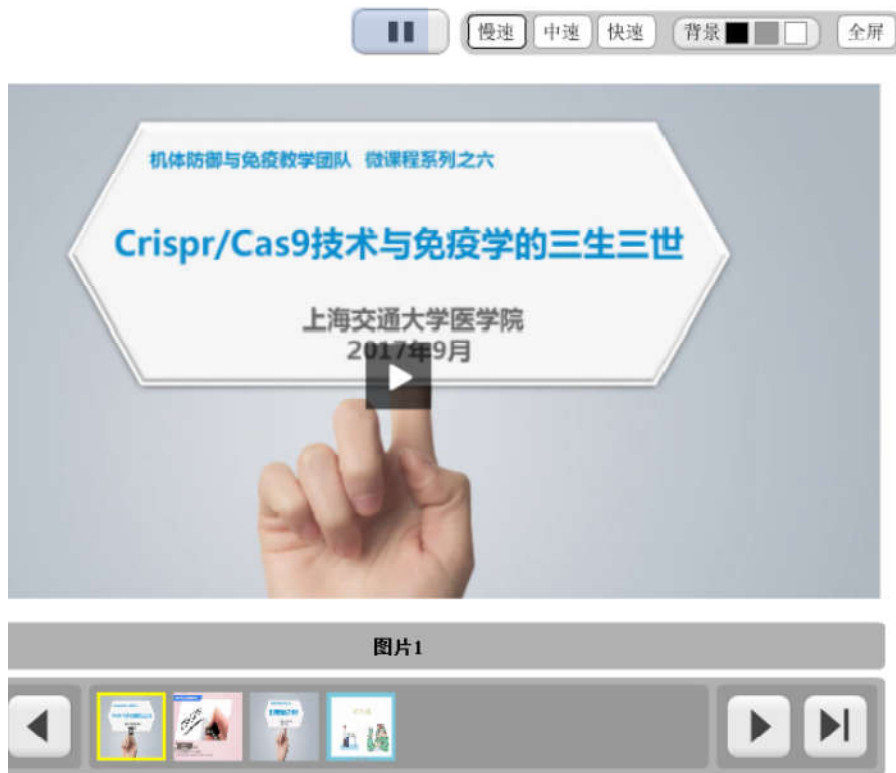 慢速 中速 快速 背景 全屏
机体防御与免疫教学团队 微课程系列之六
Crispr/Cas9技术与免疫学的三生三世
上海交通大学医学院
2017年9月
图片1